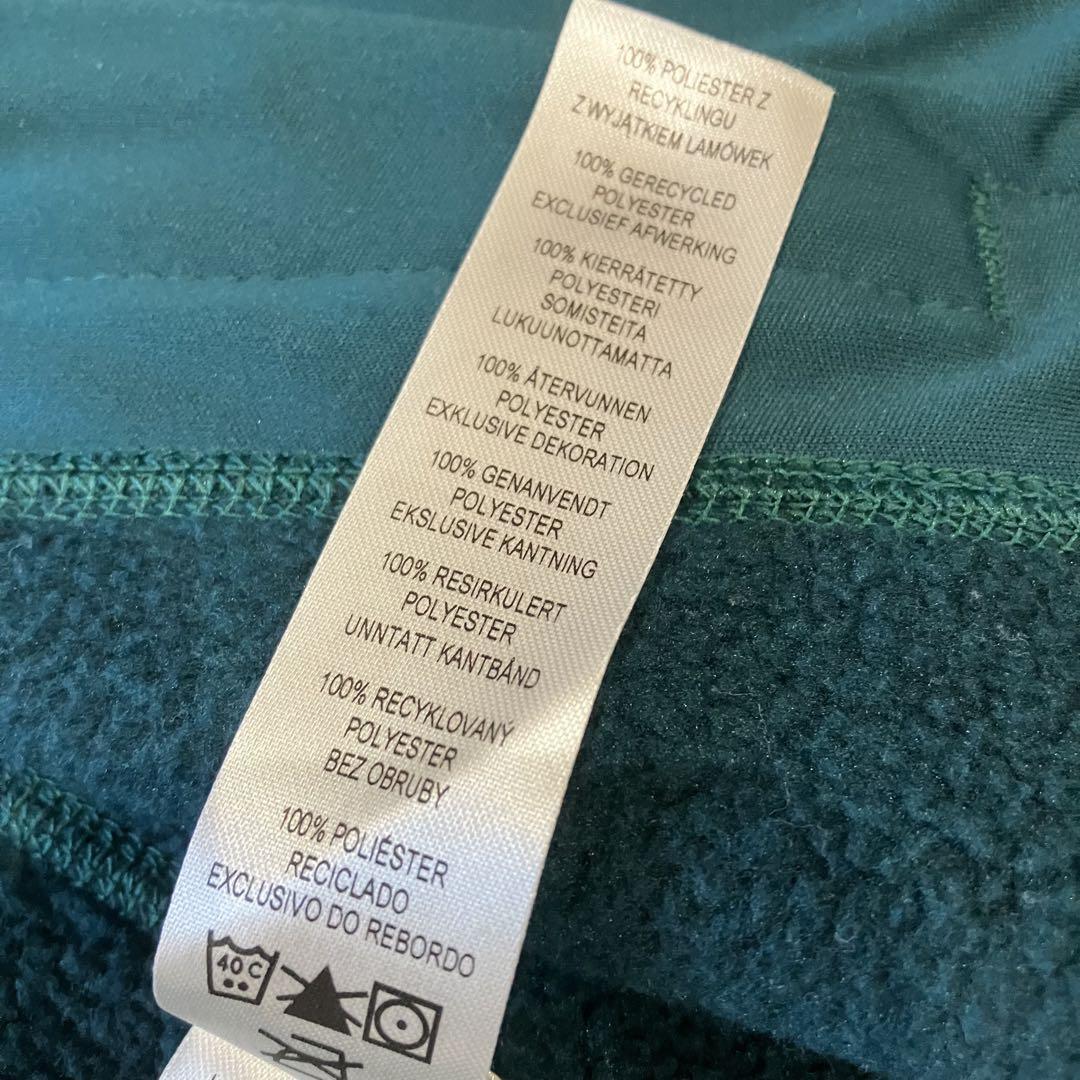 100% POLIESTER Z
RECYKLINGU
Z WYJĄTKIEM LAMÓWEK
100% GERECYCLED
POLYESTER
EXCLUSIEF AFWERKING
100% KIERRÄTETTY
POLYESTERI
SOMISTEITA
LUKUUNOTTAMATTA
100% ÅTERVUNNEN
POLYESTER
EXKLUSIVE DEKORATION
100% GENANVENDT
POLYESTER
EKSLUSIVE KANTNING
100% RESIRKULERT
POLYESTER
UNNTATT KANTBÅND
100% RECYKLOVANÝ
POLYESTER
BEZ OBRUBY
100% POLIÉSTER
RECICLADO
EXCLUSIVO DO REBORDO
40 C